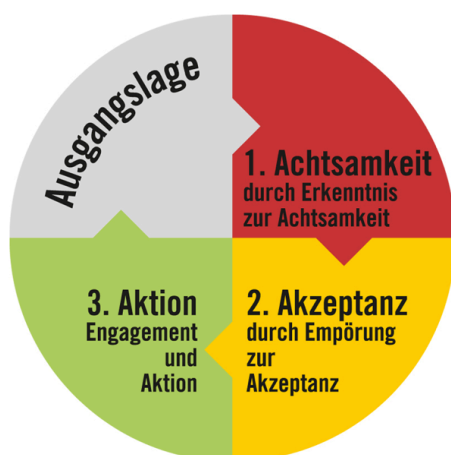 Ausgangslage
1. Achtsamkeit
durch Erkenntnis
zur Achtsamkeit
2. Akzeptanz
durch Empörung
zur
Akzeptanz
3. Aktion
Engagement
und
Aktion